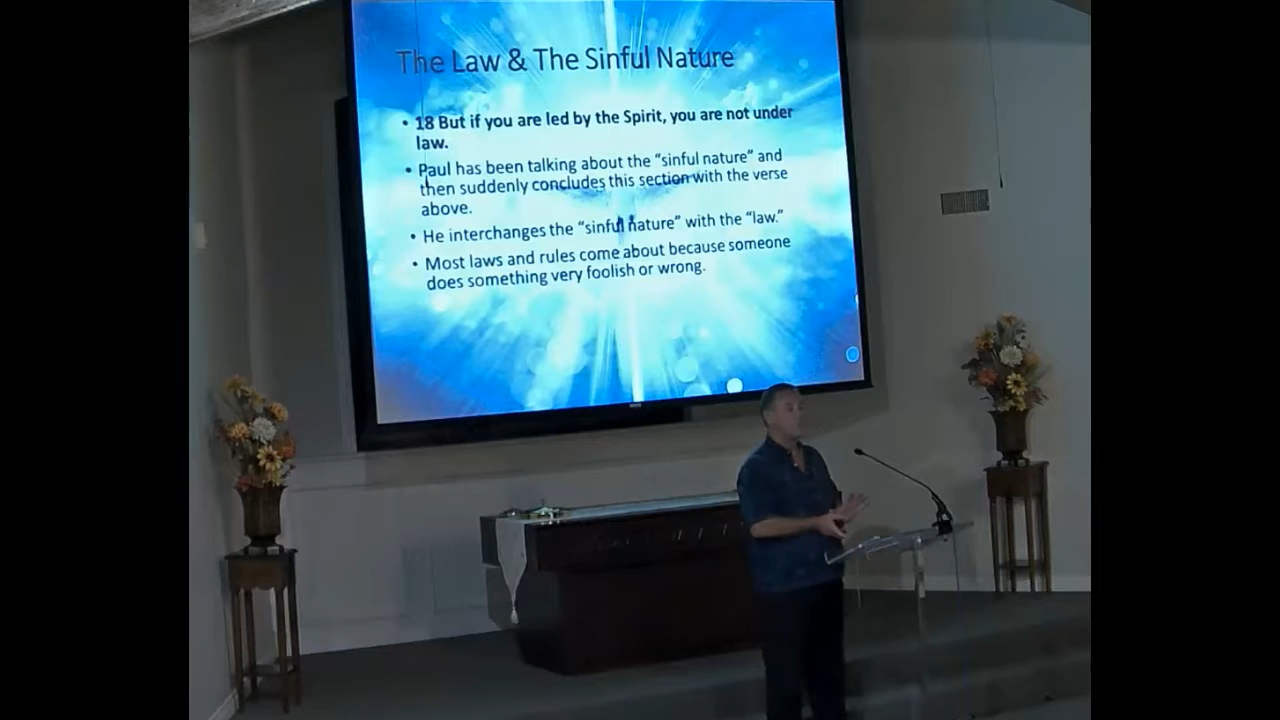 The Law & The Sinful Nature
• 18 But if you are led by the Spirit, you are not under
law.
• Paul has been talking about the “sinful nature” and
then suddenly concludes this section with the verse
above.
• He interchanges the “sinful nature” with the “law.”
• Most laws and rules come about because someone
does something very foolish or wrong.